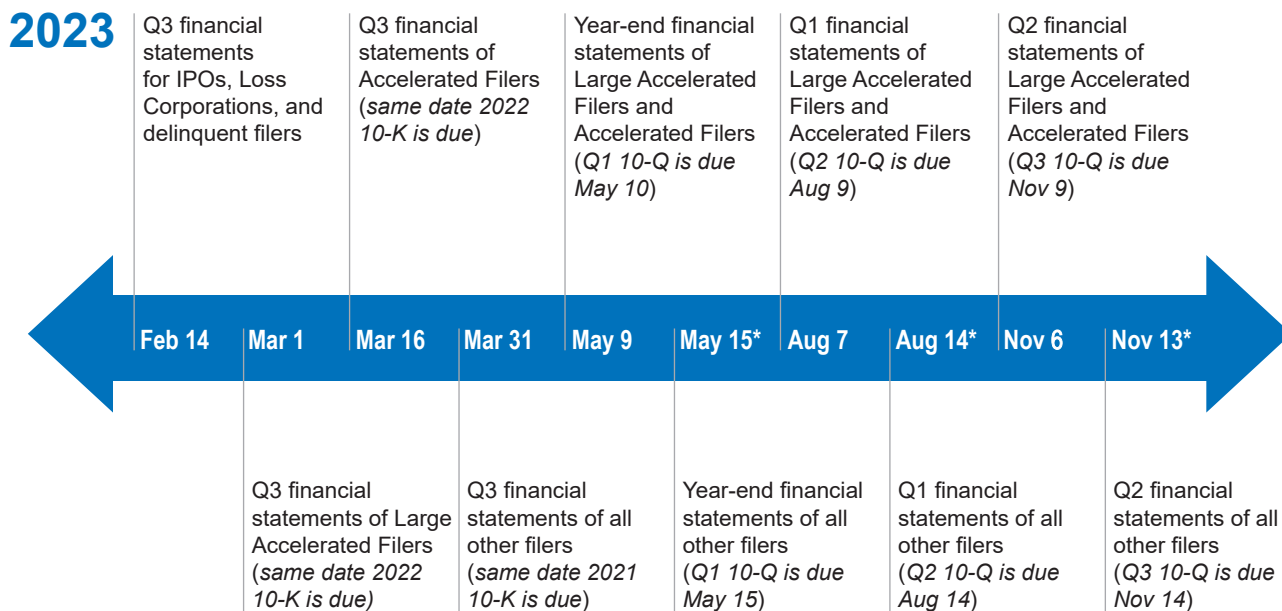 2023
Q3 financial
statements
for IPOs, Loss
Corporations, and
delinquent filers
Q3 financial
statements of
Accelerated Filers
(same date 2022
10-K is due)
Year-end financial
statements of
Large Accelerated
Filers and
Accelerated Filers
(Q1 10-Q is due
May 10)
Q1 financial
statements of
Large Accelerated
Filers and
Accelerated Filers
(Q2 10-Q is due
Aug 9)
Q2 financial
statements of
Large Accelerated
Filers and
Accelerated Filers
(Q3 10-Q is due
Nov 9)
Feb 14 Mar 1 Mar 16 Mar 31 May 9 May 15* Aug 7 Aug 14* Nov 6 Nov 13*
Q3 financial
statements of Large
Accelerated Filers
(same date 2022
10-K is due)
Q3 financial
statements of all
other filers
(same date 2021
10-K is due)
Year-end financial
statements of all
other filers
(Q1 10-Q is due
May 15)
Q1 financial
statements of all
other filers
(Q2 10-Q is due
Aug 14)
Q2 financial
statements of all
other filers
(Q3 10-Q is due
Nov 14)